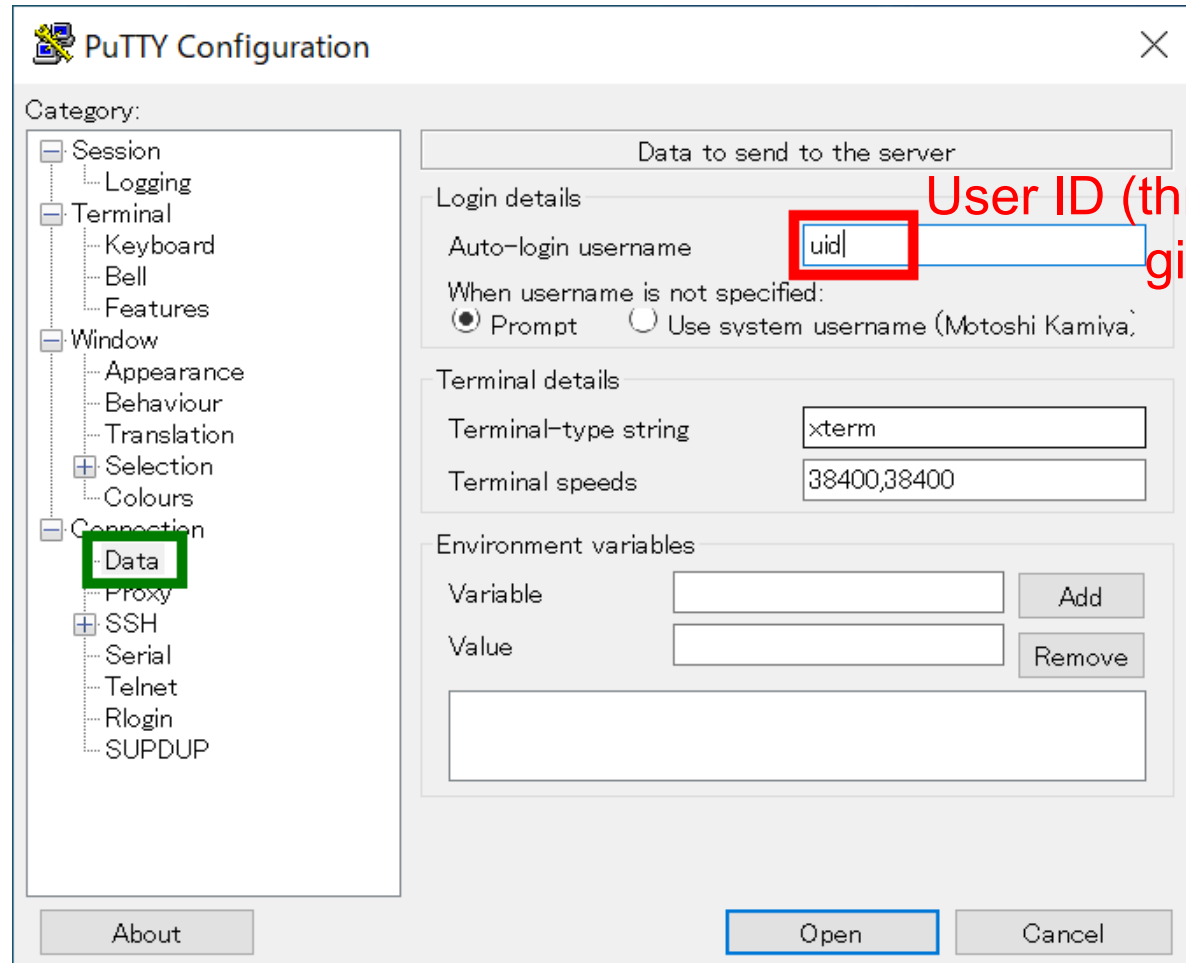 PuTTY Configuration
Category:
Session
Logging
Terminal
Keyboard
Bell
Features
Window
Appearance
Behaviour
Translation
Selection
Colours
Connection
Data
Proxy
SSH
Serial
Telnet
Rlogin
SUPDUP
Data to send to the server
Login details
User ID (th
gi
Auto-login username
uid
When username is not specified:
Prompt
Use system username (Motoshi Kamiya)
Terminal details
Terminal-type string
xterm
Terminal speeds
38400,38400
Environment variables
Variable
Add
Value
Remove
About
Open
Cancel